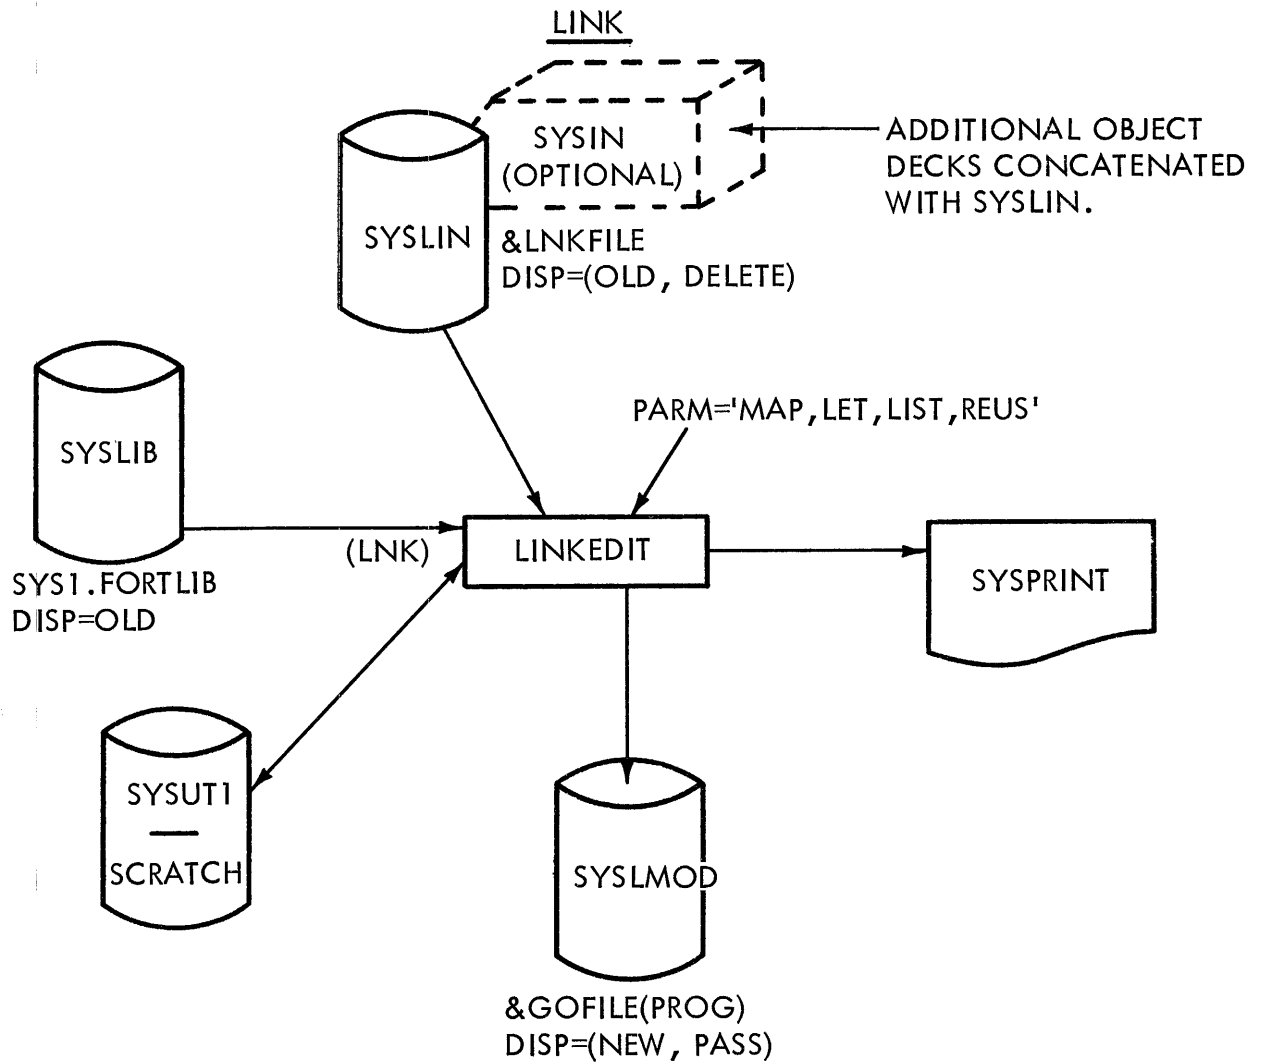 LINK
SYSIN
(OPTIONAL)
ADDITIONAL OBJECT
DECKS CONCATENATED
WITH SYSLIN.
SYSLIN
&LNKFILE
DISP=(OLD, DELETE)
PARM='MAP,LET,LIST,REUS'
SYSLIB
(LNK)
LINKEDIT
SYSPRINT
SYS1.FORTLIB
DISP=OLD
SYSUT1
SCRATCH
SYSLMOD
&GOFILE(PROG)
DISP=(NEW, PASS)